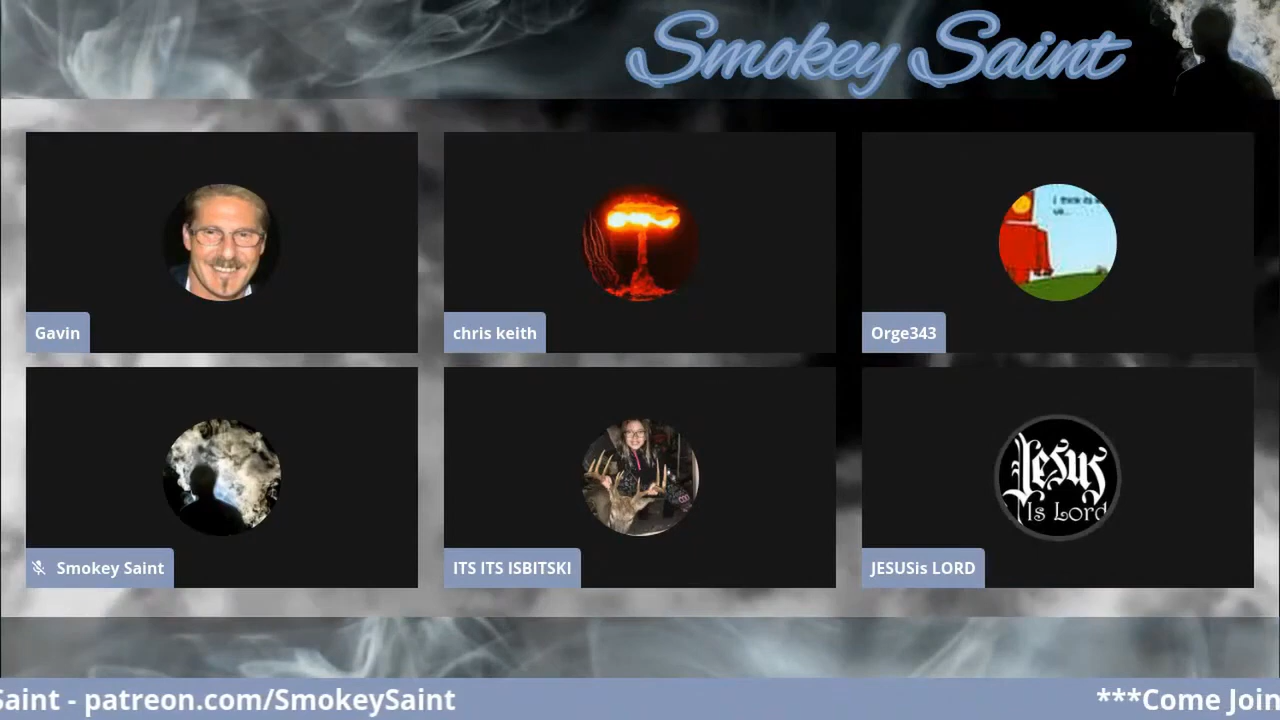 Smokey Saint
I think
Gavin
chris keith
Orge343
Jesus
Is Lord
Smokey Saint
ITS ITS ISBITSKI
JESUSis LORD
Saint - patreon.com/SmokeySaint
***Come Join